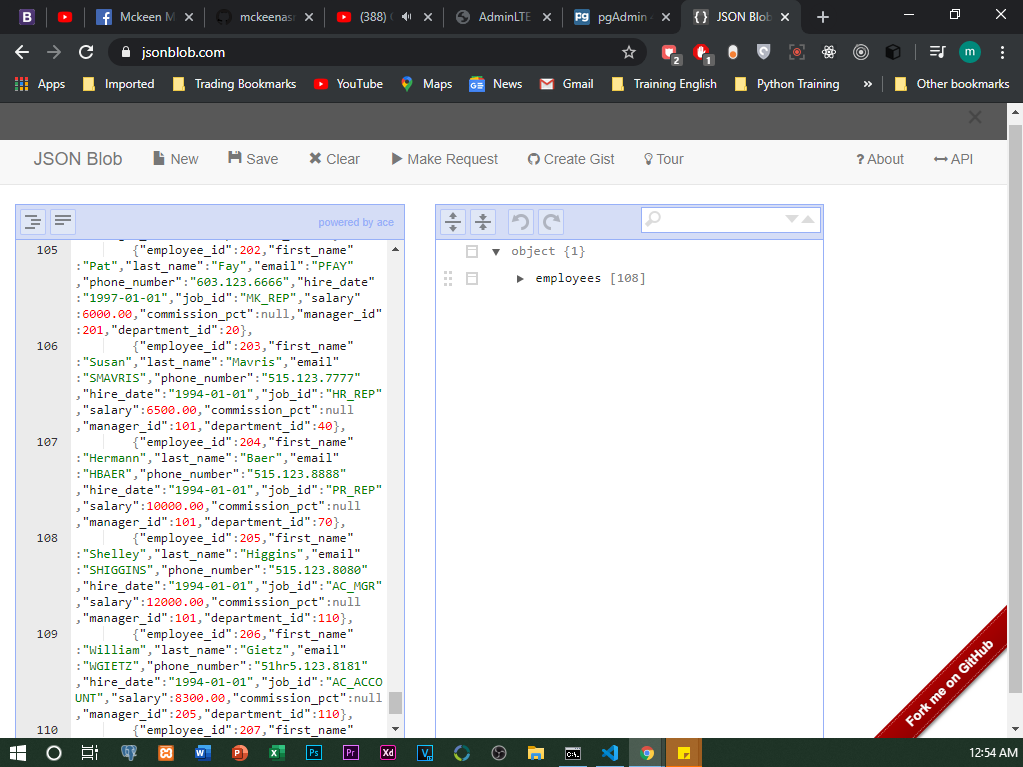 B
Mckeen M
mckeenasr
(388)
AdminLTE
pgAdmin
JSON Blob
jsonblob.com
2
1
m
Apps
Imported
Trading Bookmarks
YouTube
Maps
News
Gmail
Training English
Python Training
»
Other bookmarks
JSON Blob
New
Save
Clear
Make Request
Create Gist
Tour
? About
API
powered by ace
105 {"employee_id":202,"first_name"
:"Pat","last_name":"Fay","email":"PFAY"
,"phone_number":"603.123.6666","hire_date"
:"1997-01-01","job_id":"MK_REP","salary"
:6000.00,"commission_pct":null,"manager_id"
:201,"department_id":20},
106 {"employee_id":203,"first_name"
:"Susan","last_name":"Mavris","email"
:"SMAVRIS","phone_number":"515.123.7777"
,"hire_date":"1994-01-01","job_id":"HR_REP"
,"salary":6500.00,"commission_pct":null
,"manager_id":101,"department_id":40},
107 {"employee_id":204,"first_name"
:"Hermann","last_name":"Baer","email"
:"HBAER","phone_number":"515.123.8888"
,"hire_date":"1994-01-01","job_id":"PR_REP"
,"salary":10000.00,"commission_pct":null
,"manager_id":101,"department_id":70},
108 {"employee_id":205,"first_name"
:"Shelley","last_name":"Higgins","email"
:"SHIGGINS","phone_number":"515.123.8080"
,"hire_date":"1994-01-01","job_id":"AC_MGR"
,"salary":12000.00,"commission_pct":null
,"manager_id":101,"department_id":110},
109 {"employee_id":206,"first_name"
:"William","last_name":"Gietz","email"
:"WGIETZ","phone_number":"51hr5.123.8181"
,"hire_date":"1994-01-01","job_id":"AC_ACCO
UNT","salary":8300.00,"commission_pct":null
,"manager_id":205,"department_id":110},
110 {"employee_id":207,"first_name"
object {1}
employees [108]
Fork me on GitHub
12:54 AM